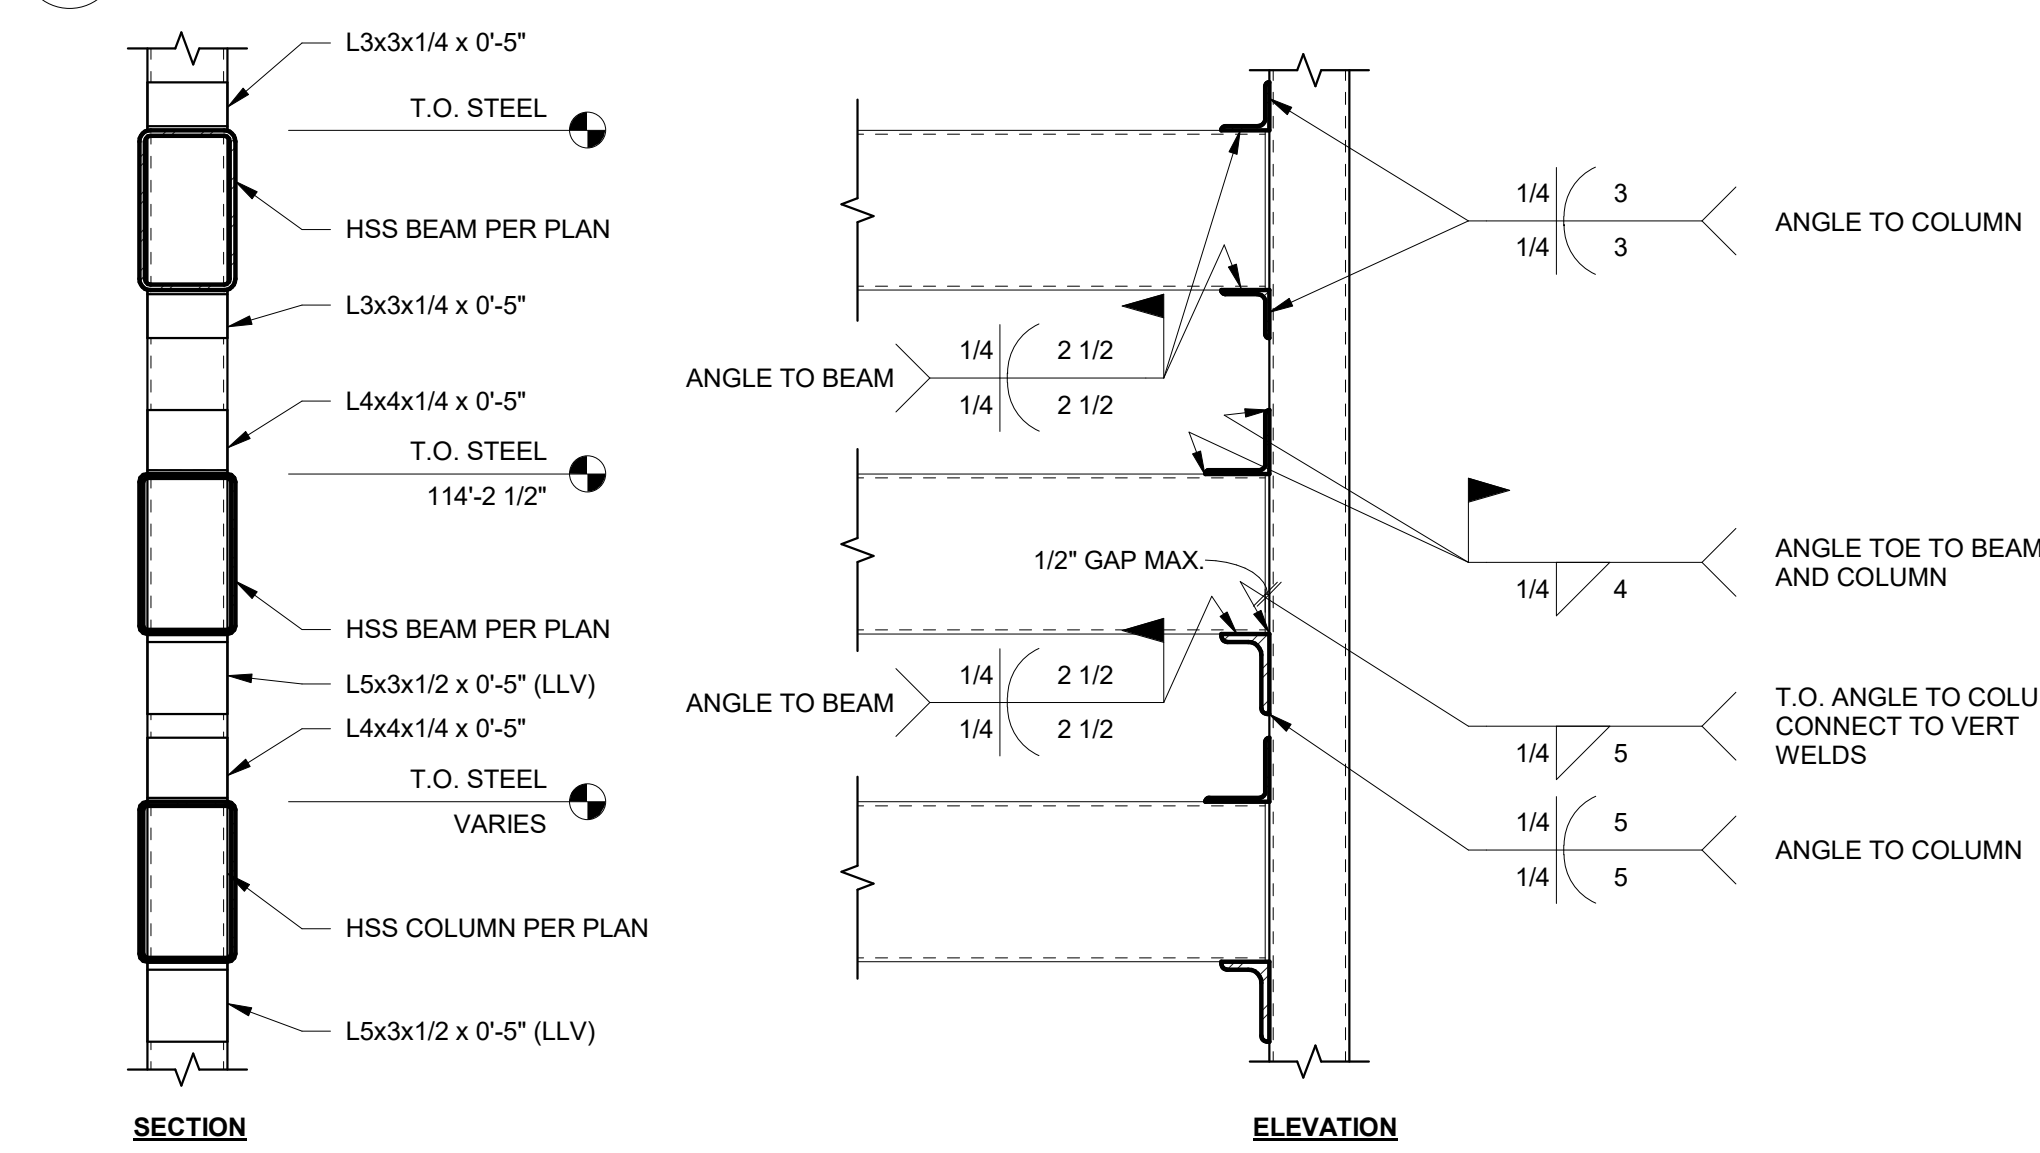 L3x3x1/4 x 0'-5"
T.O. STEEL
HSS BEAM PER PLAN
L3x3x1/4 x 0'-5"
L4x4x1/4 x 0'-5"
T.O. STEEL
114'-2 1/2"
HSS BEAM PER PLAN
L5x3x1/2 x 0'-5" (LLV)
L4x4x1/4 x 0'-5"
T.O. STEEL
VARIES
HSS COLUMN PER PLAN
L5x3x1/2 x 0'-5" (LLV)
SECTION
ANGLE TO BEAM
1/4 2 1/2
1/4 2 1/2
1/2" GAP MAX.
ANGLE TO BEAM
1/4 2 1/2
1/4 2 1/2
1/4 3
1/4 3
ANGLE TO COLUMN
1/4 4
ANGLE TOE TO BEAM
AND COLUMN
1/4 5
T.O. ANGLE TO COLU
CONNECT TO VERT
WELDS
1/4 5
1/4 5
ANGLE TO COLUMN
ELEVATION